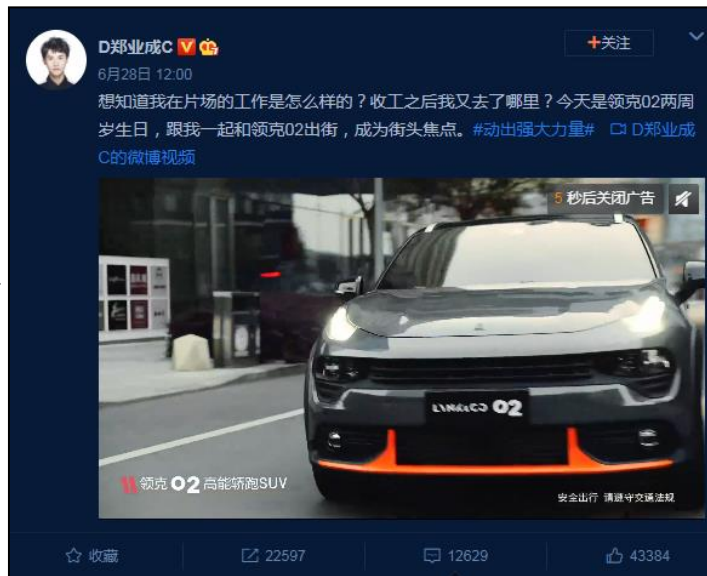 D郑业成C
+关注
6月28日 12:00
想知道我在片场的工作是怎么样的？收工之后我又去了哪里？今天是领克02两周
岁生日，跟我一起和领克02出街，成为街头焦点。#动出强大力量# D郑业成
C的微博视频
5 秒后关闭广告
LYNK&CO 02
领克 02 高能轿跑SUV
安全出行 请遵守交通法规
收藏
22597
12629
43384